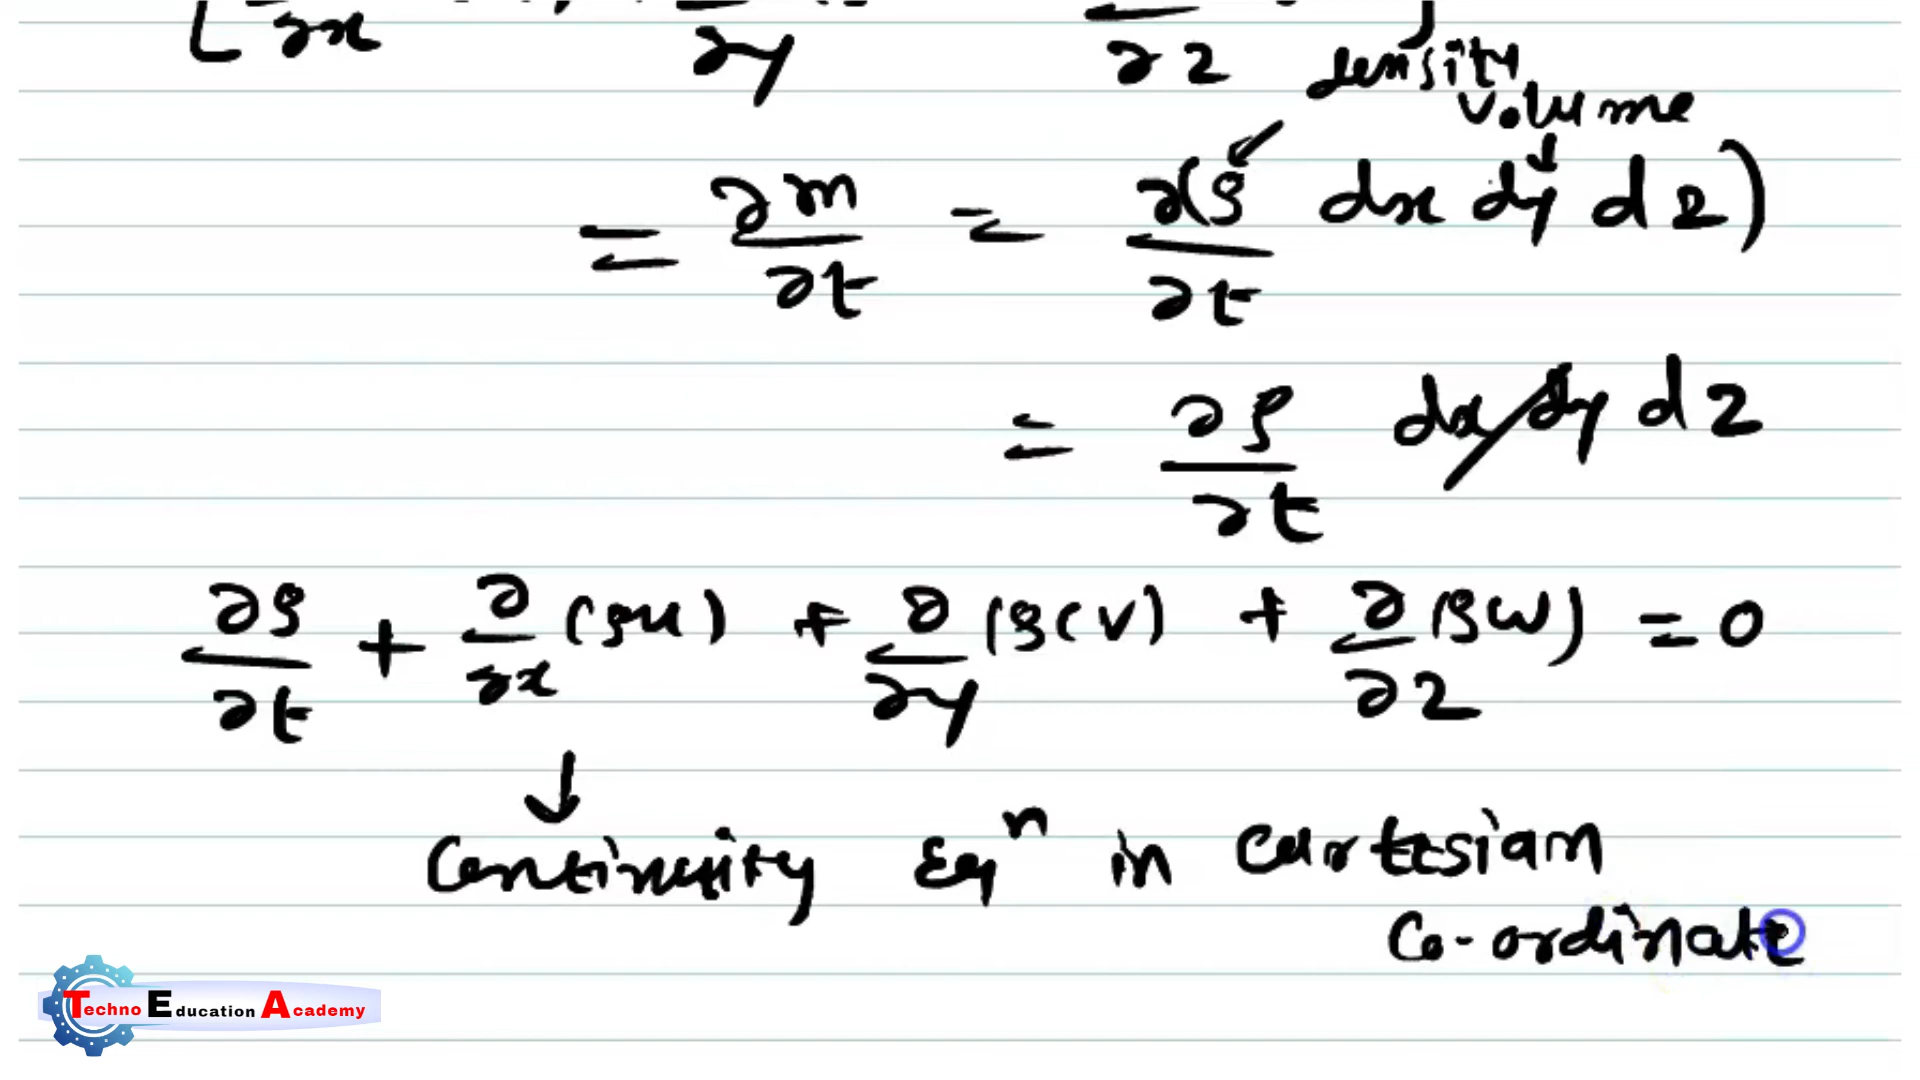 [∂x ∂y ∂z density
volume
= ∂m/∂t = ∂(ρ dx dy dz)/∂t
= ∂ρ/∂t dx dy dz
∂ρ/∂t + ∂/∂x (ρu) + ∂/∂y (ρ(v) + ∂/∂z (ρw) = 0
↓
Continuity Eqⁿ in cartesian
Co-ordinate
Techno Education Academy